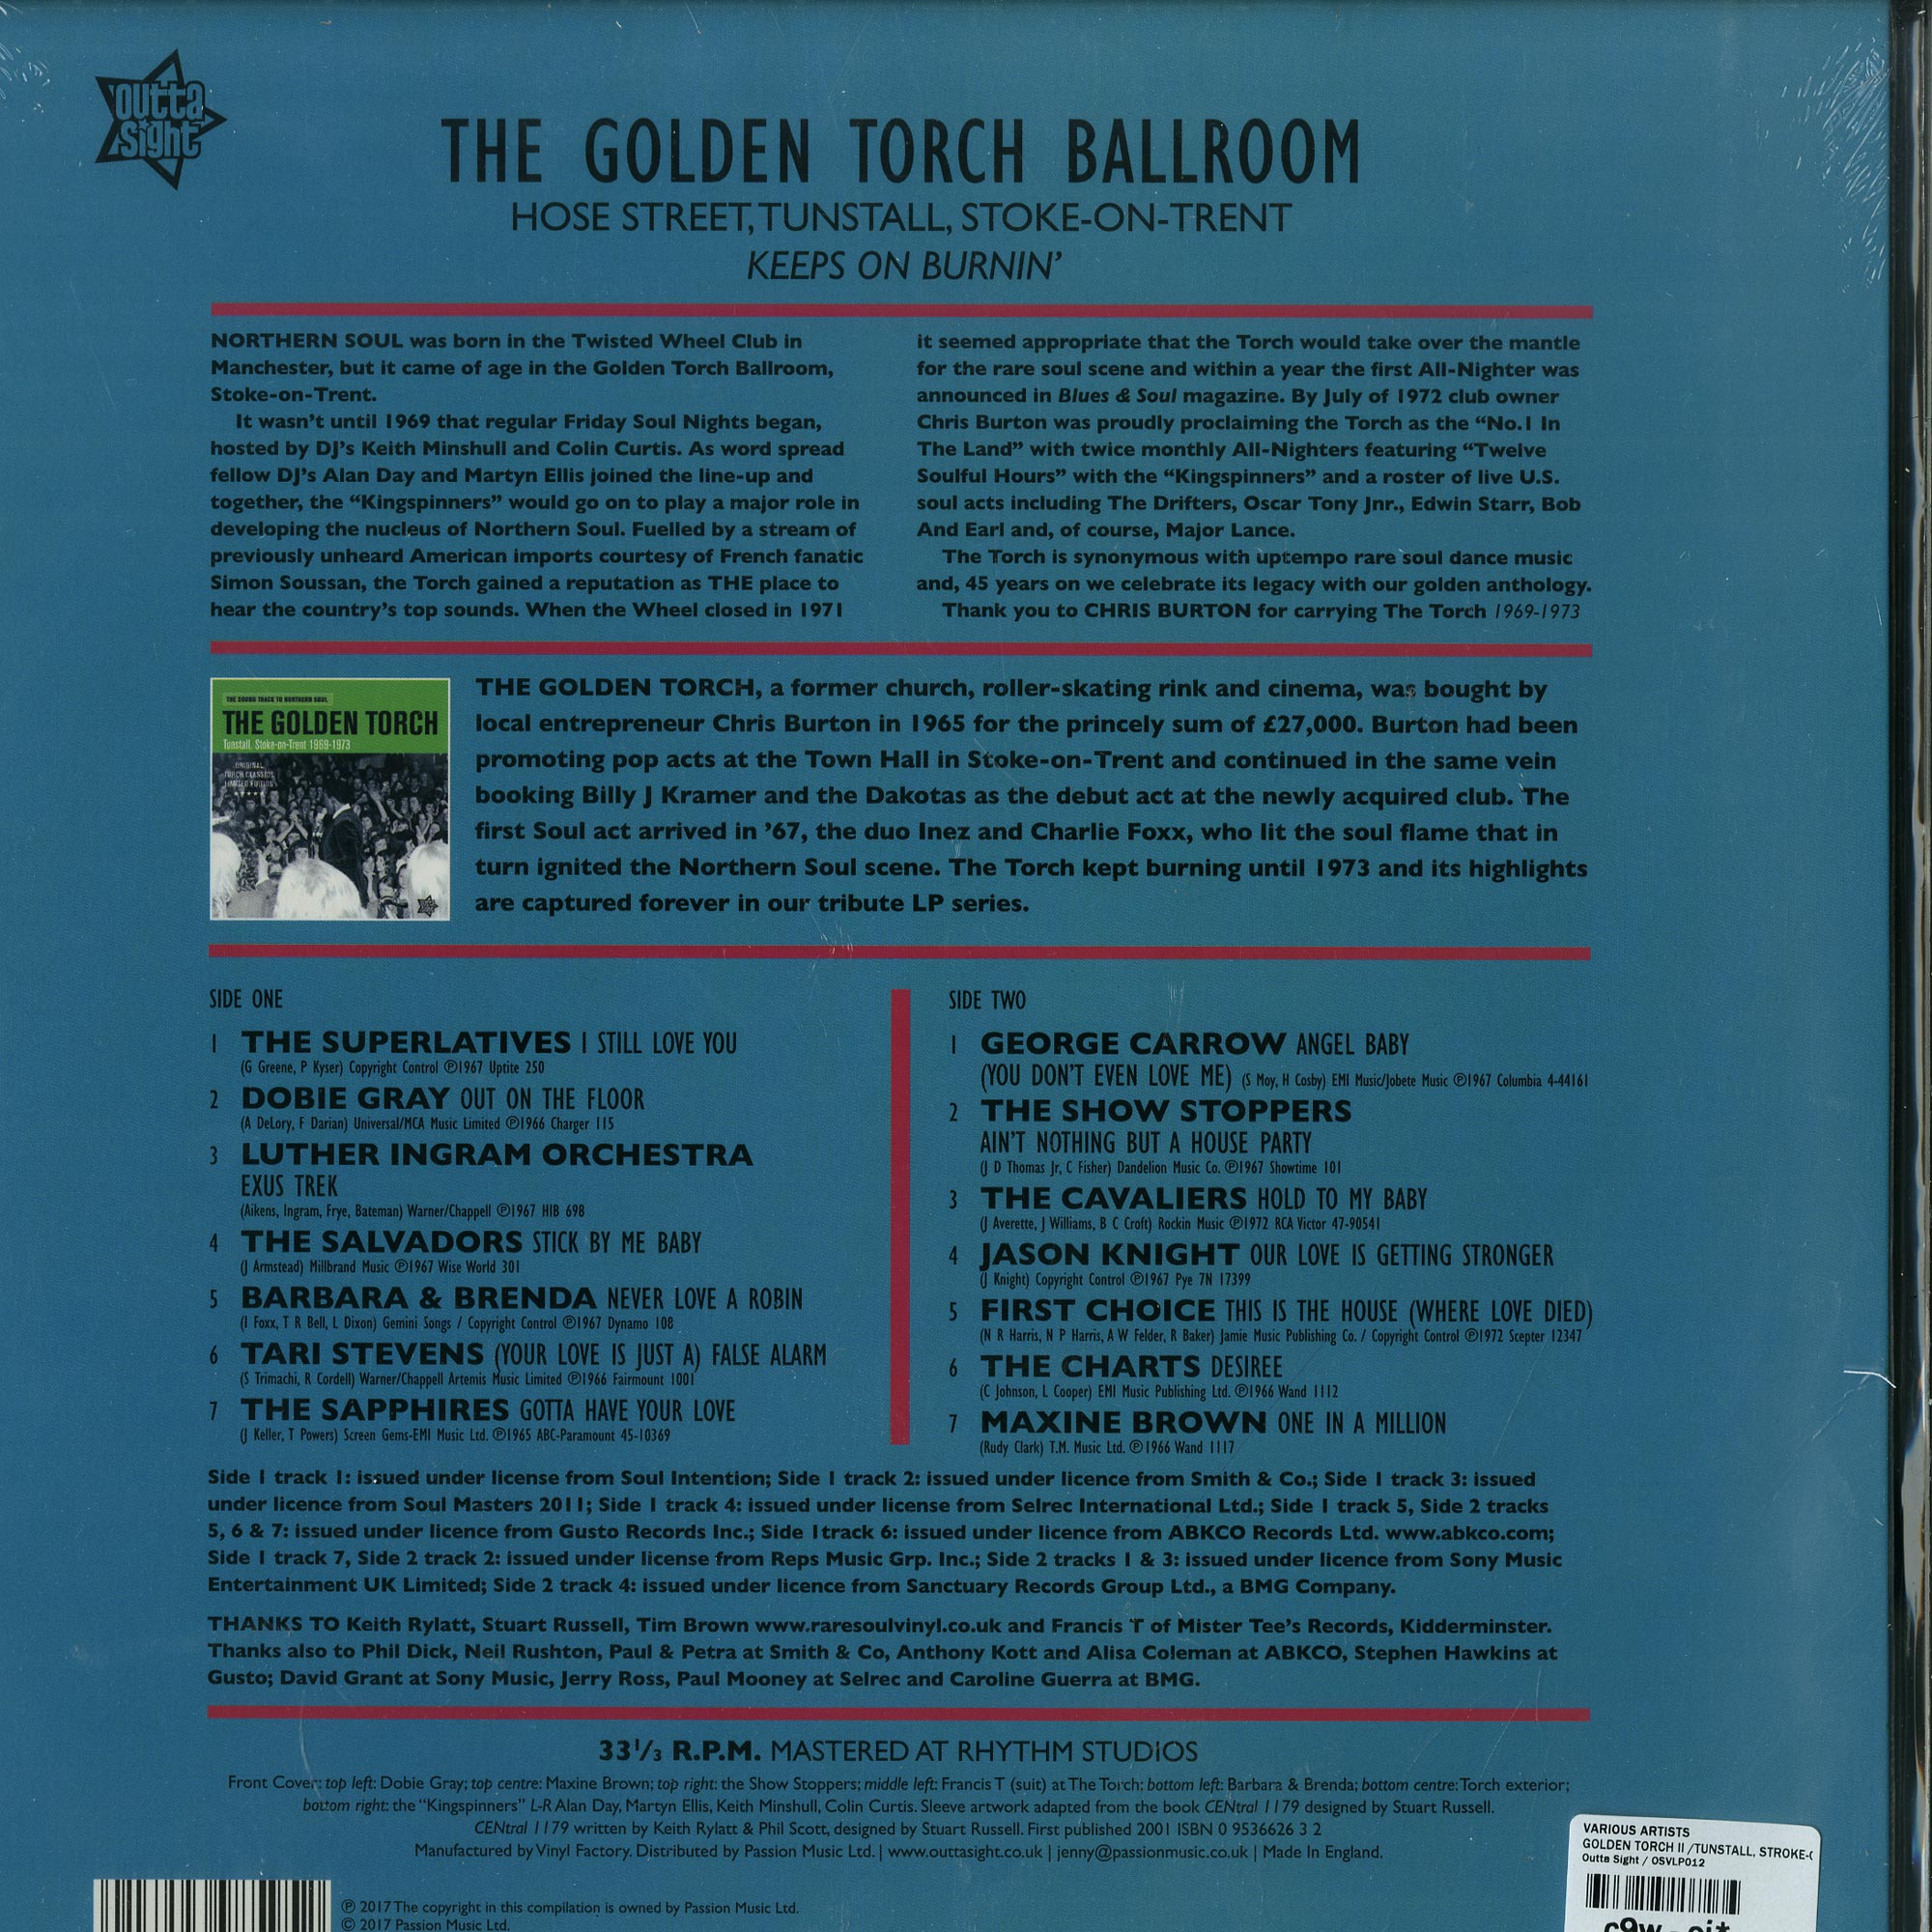 outta
sight
THE GOLDEN TORCH BALLROOM
HOSE STREET, TUNSTALL, STOKE-ON-TRENT
KEEPS ON BURNIN'
NORTHERN SOUL was born in the Twisted Wheel Club in
Manchester, but it came of age in the Golden Torch Ballroom,
Stoke-on-Trent.
It wasn't until 1969 that regular Friday Soul Nights began,
hosted by DJ's Keith Minshull and Colin Curtis. As word spread
fellow DJ's Alan Day and Martyn Ellis joined the line-up and
together, the “Kingspinners” would go on to play a major role in
developing the nucleus of Northern Soul. Fuelled by a stream of
previously unheard American imports courtesy of French fanatic
Simon Soussan, the Torch gained a reputation as THE place to
hear the country's top sounds. When the Wheel closed in 1971
it seemed appropriate that the Torch would take over the mantle
for the rare soul scene and within a year the first All-Nighter was
announced in Blues & Soul magazine. By July of 1972 club owner
Chris Burton was proudly proclaiming the Torch as the “No.1 In
The Land” with twice monthly All-Nighters featuring “Twelve
Soulful Hours” with the “Kingspinners” and a roster of live U.S.
soul acts including The Drifters, Oscar Tony Jnr., Edwin Starr, Bob
And Earl and, of course, Major Lance.
The Torch is synonymous with uptempo rare soul dance music
and, 45 years on we celebrate its legacy with our golden anthology.
Thank you to CHRIS BURTON for carrying The Torch 1969-1973
THE SOUND TRACK TO NORTHERN SOUL
THE GOLDEN TORCH
Tunstall, Stoke-on-Trent 1969-1973
ORIGINAL
TORCH CLASSICS
LIMITED EDITION
THE GOLDEN TORCH, a former church, roller-skating rink and cinema, was bought by
local entrepreneur Chris Burton in 1965 for the princely sum of £27,000. Burton had been
promoting pop acts at the Town Hall in Stoke-on-Trent and continued in the same vein
booking Billy J Kramer and the Dakotas as the debut act at the newly acquired club. The
first Soul act arrived in '67, the duo Inez and Charlie Foxx, who lit the soul flame that in
turn ignited the Northern Soul scene. The Torch kept burning until 1973 and its highlights
are captured forever in our tribute LP series.
SIDE ONE
1 THE SUPERLATIVES I STILL LOVE YOU
(G Greene, P Kyser) Copyright Control ℗1967 Uptite 250
2 DOBIE GRAY OUT ON THE FLOOR
(A DeLory, F Darian) Universal/MCA Music Limited ℗1966 Charger 115
3 LUTHER INGRAM ORCHESTRA
EXUS TREK
(Aikens, Ingram, Frye, Bateman) Warner/Chappell ℗1967 HIB 698
4 THE SALVADORS STICK BY ME BABY
(J Armstead) Millbrand Music ℗1967 Wise World 301
5 BARBARA & BRENDA NEVER LOVE A ROBIN
(I Foxx, T R Bell, L Dixon) Gemini Songs / Copyright Control ℗1967 Dynamo 108
6 TARI STEVENS (YOUR LOVE IS JUST A) FALSE ALARM
(S Trimachi, R Cordell) Warner/Chappell Artemis Music Limited ℗1966 Fairmount 1001
7 THE SAPPHIRES GOTTA HAVE YOUR LOVE
(J Keller, T Powers) Screen Gems-EMI Music Ltd. ℗1965 ABC-Paramount 45-10369
SIDE TWO
1 GEORGE CARROW ANGEL BABY
(YOU DON'T EVEN LOVE ME) (S Moy, H Cosby) EMI Music/Jobete Music ℗1967 Columbia 4-44161
2 THE SHOW STOPPERS
AIN'T NOTHING BUT A HOUSE PARTY
(J D Thomas Jr, C Fisher) Dandelion Music Co. ℗1967 Showtime 101
3 THE CAVALIERS HOLD TO MY BABY
(J Averette, J Williams, B C Croft) Rockin Music ℗1972 RCA Victor 47-90541
4 JASON KNIGHT OUR LOVE IS GETTING STRONGER
(J Knight) Copyright Control ℗1967 Pye 7N 17399
5 FIRST CHOICE THIS IS THE HOUSE (WHERE LOVE DIED)
(N R Harris, N P Harris, A W Felder, R Baker) Jamie Music Publishing Co. / Copyright Control ℗1972 Scepter 12347
6 THE CHARTS DESIREE
(C Johnson, L Cooper) EMI Music Publishing Ltd. ℗1966 Wand 1112
7 MAXINE BROWN ONE IN A MILLION
(Rudy Clark) T.M. Music Ltd. ℗1966 Wand 1117
Side 1 track 1: issued under license from Soul Intention; Side 1 track 2: issued under licence from Smith & Co.; Side 1 track 3: issued
under licence from Soul Masters 2011; Side 1 track 4: issued under license from Selrec International Ltd.; Side 1 track 5, Side 2 tracks
5, 6 & 7: issued under licence from Gusto Records Inc.; Side 1track 6: issued under licence from ABKCO Records Ltd. www.abkco.com;
Side 1 track 7, Side 2 track 2: issued under license from Reps Music Grp. Inc.; Side 2 tracks 1 & 3: issued under licence from Sony Music
Entertainment UK Limited; Side 2 track 4: issued under licence from Sanctuary Records Group Ltd., a BMG Company.
THANKS TO Keith Rylatt, Stuart Russell, Tim Brown www.raresoulvinyl.co.uk and Francis T of Mister Tee's Records, Kidderminster.
Thanks also to Phil Dick, Neil Rushton, Paul & Petra at Smith & Co, Anthony Kott and Alisa Coleman at ABKCO, Stephen Hawkins at
Gusto; David Grant at Sony Music, Jerry Ross, Paul Mooney at Selrec and Caroline Guerra at BMG.
33 1/3 R.P.M. MASTERED AT RHYTHM STUDIOS
Front Cover: top left: Dobie Gray; top centre: Maxine Brown; top right: the Show Stoppers; middle left: Francis T (suit) at The Torch; bottom left: Barbara & Brenda; bottom centre: Torch exterior;
bottom right: the “Kingspinners” L-R Alan Day, Martyn Ellis, Keith Minshull, Colin Curtis. Sleeve artwork adapted from the book CENtral 1179 designed by Stuart Russell.
CENtral 1179 written by Keith Rylatt & Phil Scott, designed by Stuart Russell. First published 2001 ISBN 0 9536626 3 2
Manufactured by Vinyl Factory. Distributed by Passion Music Ltd. | www.outtasight.co.uk | jenny@passionmusic.co.uk | Made In England.
℗ 2017 The copyright in this compilation is owned by Passion Music Ltd.
© 2017 Passion Music Ltd.
VARIOUS ARTISTS
GOLDEN TORCH II /TUNSTALL, STROKE-
Outta Sight / OSVLP012